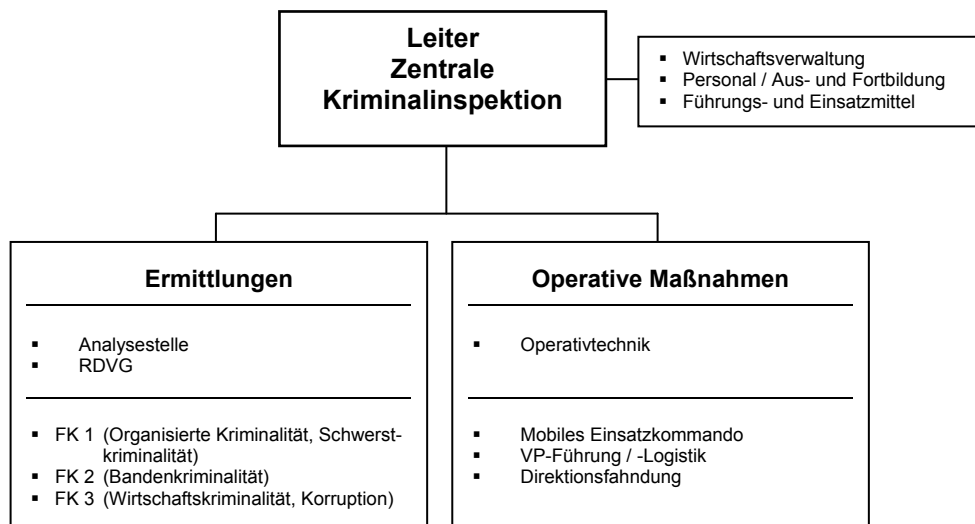 Leiter
Zentrale
Kriminalinspektion
▪ Wirtschaftsverwaltung
▪ Personal / Aus- und Fortbildung
▪ Führungs- und Einsatzmittel
Ermittlungen
▪ Analysestelle
▪ RDVG
▪ FK 1 (Organisierte Kriminalität, Schwerst-
kriminalität)
▪ FK 2 (Bandenkriminalität)
▪ FK 3 (Wirtschaftskriminalität, Korruption)
Operative Maßnahmen
▪ Operativtechnik
▪ Mobiles Einsatzkommando
▪ VP-Führung / -Logistik
▪ Direktionsfahndung